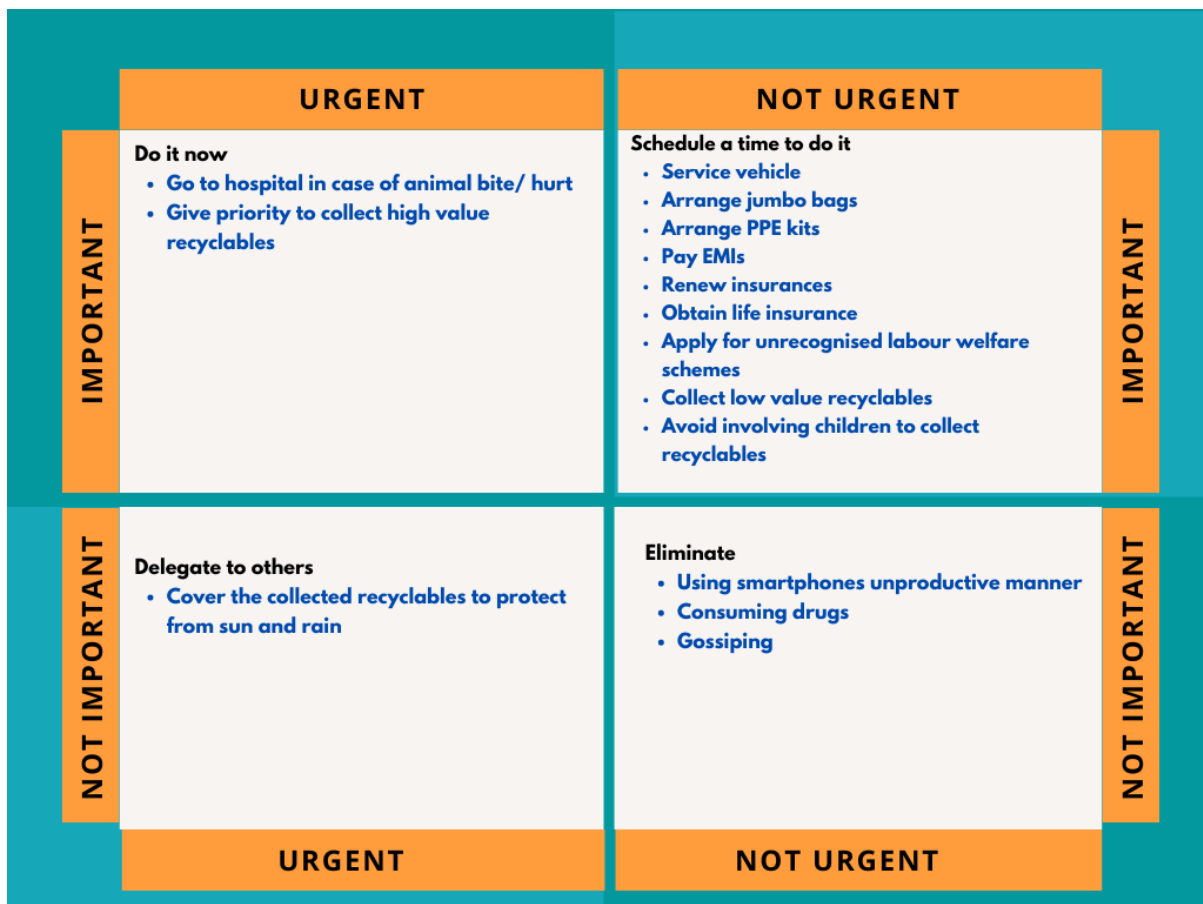 URGENT
NOT URGENT
IMPORTANT
Do it now
• Go to hospital in case of animal bite/ hurt
• Give priority to collect high value
recyclables
Schedule a time to do it
• Service vehicle
• Arrange jumbo bags
• Arrange PPE kits
• Pay EMIs
• Renew insurances
• Obtain life insurance
• Apply for unrecognised labour welfare
schemes
• Collect low value recyclables
• Avoid involving children to collect
recyclables
IMPORTANT
NOT IMPORTANT
Delegate to others
• Cover the collected recyclables to protect
from sun and rain
Eliminate
• Using smartphones unproductive manner
• Consuming drugs
• Gossiping
NOT IMPORTANT
URGENT
NOT URGENT